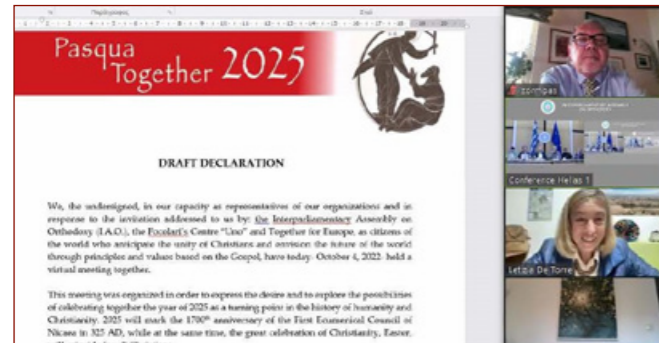 Pasqua
Together 2025
DRAFT DECLARATION
We, the undersigned, in our capacity as representatives of our organizations and in
response to the invitation addressed to us by: the Interparliamentary Assembly on
Orthodoxy (I.A.O.), the Focolari's Centre "Uno" and Together for Europe, as citizens of
the world who anticipate the unity of Christians and envision the future of the world
through principles and values based on the Gospel, have today- October 4, 2022- held a
virtual meeting together.
This meeting was organized in order to express the desire and to explore the possibilities
of celebrating together the year of 2025 as a turning point in the history of humanity and
Christianity. 2025 will mark the 1700th anniversary of the First Ecumenical Council of
Nicaea in 325 AD, while at the same time, the great celebration of Christianity, Easter,
Conference Hellas 1
Letizia De Torre